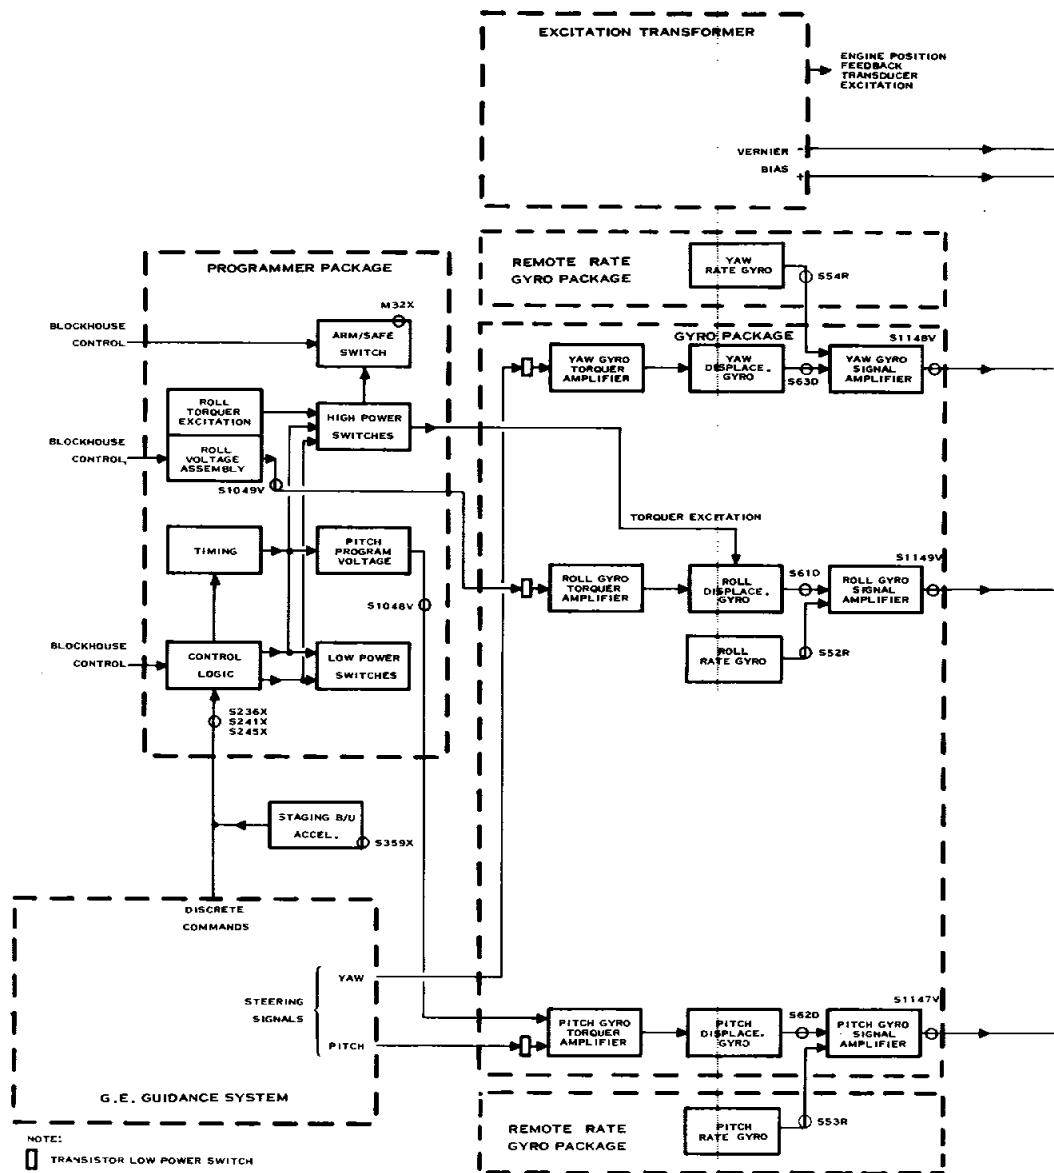 EXCITATION TRANSFORMER
ENGINE POSITION
FEEDBACK
TRANSDUCER
EXCITATION
VERNIER -
BIAS +
REMOTE RATE
GYRO PACKAGE
YAW
RATE GYRO
S54R
PROGRAMMER PACKAGE
M32X
BLOCKHOUSE
CONTROL
ARM/SAFE
SWITCH
GYRO PACKAGE
YAW GYRO
TORQUER
AMPLIFIER
YAW
DISPLACE.
GYRO
S63D
S1148V
YAW GYRO
SIGNAL
AMPLIFIER
ROLL
TORQUER
EXCITATION
HIGH POWER
SWITCHES
BLOCKHOUSE
CONTROL
ROLL
VOLTAGE
ASSEMBLY
S1049V
TORQUER EXCITATION
TIMING
PITCH
PROGRAM
VOLTAGE
S1048V
ROLL GYRO
TORQUER
AMPLIFIER
ROLL
DISPLACE.
GYRO
S61D
S1149V
ROLL GYRO
SIGNAL
AMPLIFIER
ROLL
RATE GYRO
S52R
BLOCKHOUSE
CONTROL
CONTROL
LOGIC
LOW POWER
SWITCHES
S236X
S241X
S245X
STAGING B/U
ACCEL.
S359X
DISCRETE
COMMANDS
STEERING
SIGNALS
YAW
PITCH
G.E. GUIDANCE SYSTEM
PITCH GYRO
TORQUER
AMPLIFIER
PITCH
DISPLACE.
GYRO
S62D
S1147V
PITCH GYRO
SIGNAL
AMPLIFIER
REMOTE RATE
GYRO PACKAGE
PITCH
RATE GYRO
S53R
NOTE:
TRANSISTOR LOW POWER SWITCH